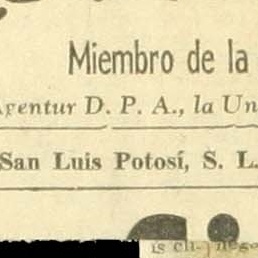 Miembro de la
Agentur D. P. A., la Un
San Luis Potosí, S. L.